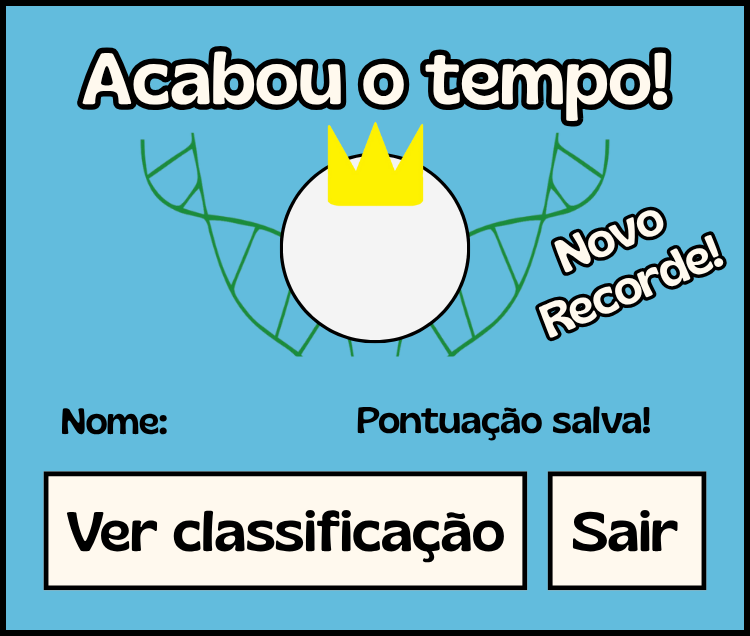 Acabou o tempo!
Novo
Recorde!
Nome:
Pontuação salva!
Ver classificação
Sair